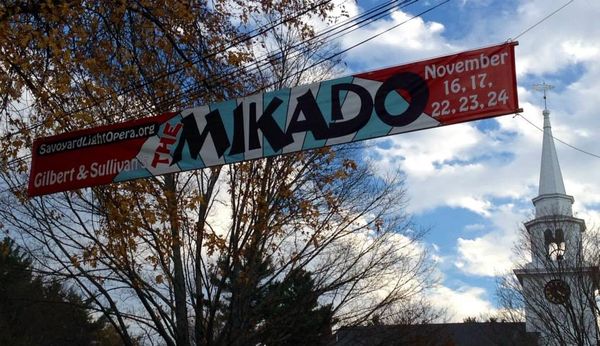 SavoyardLightOpera.org
Gilbert & Sullivan's
THE MIKADO
November
16, 17,
22, 23, 24